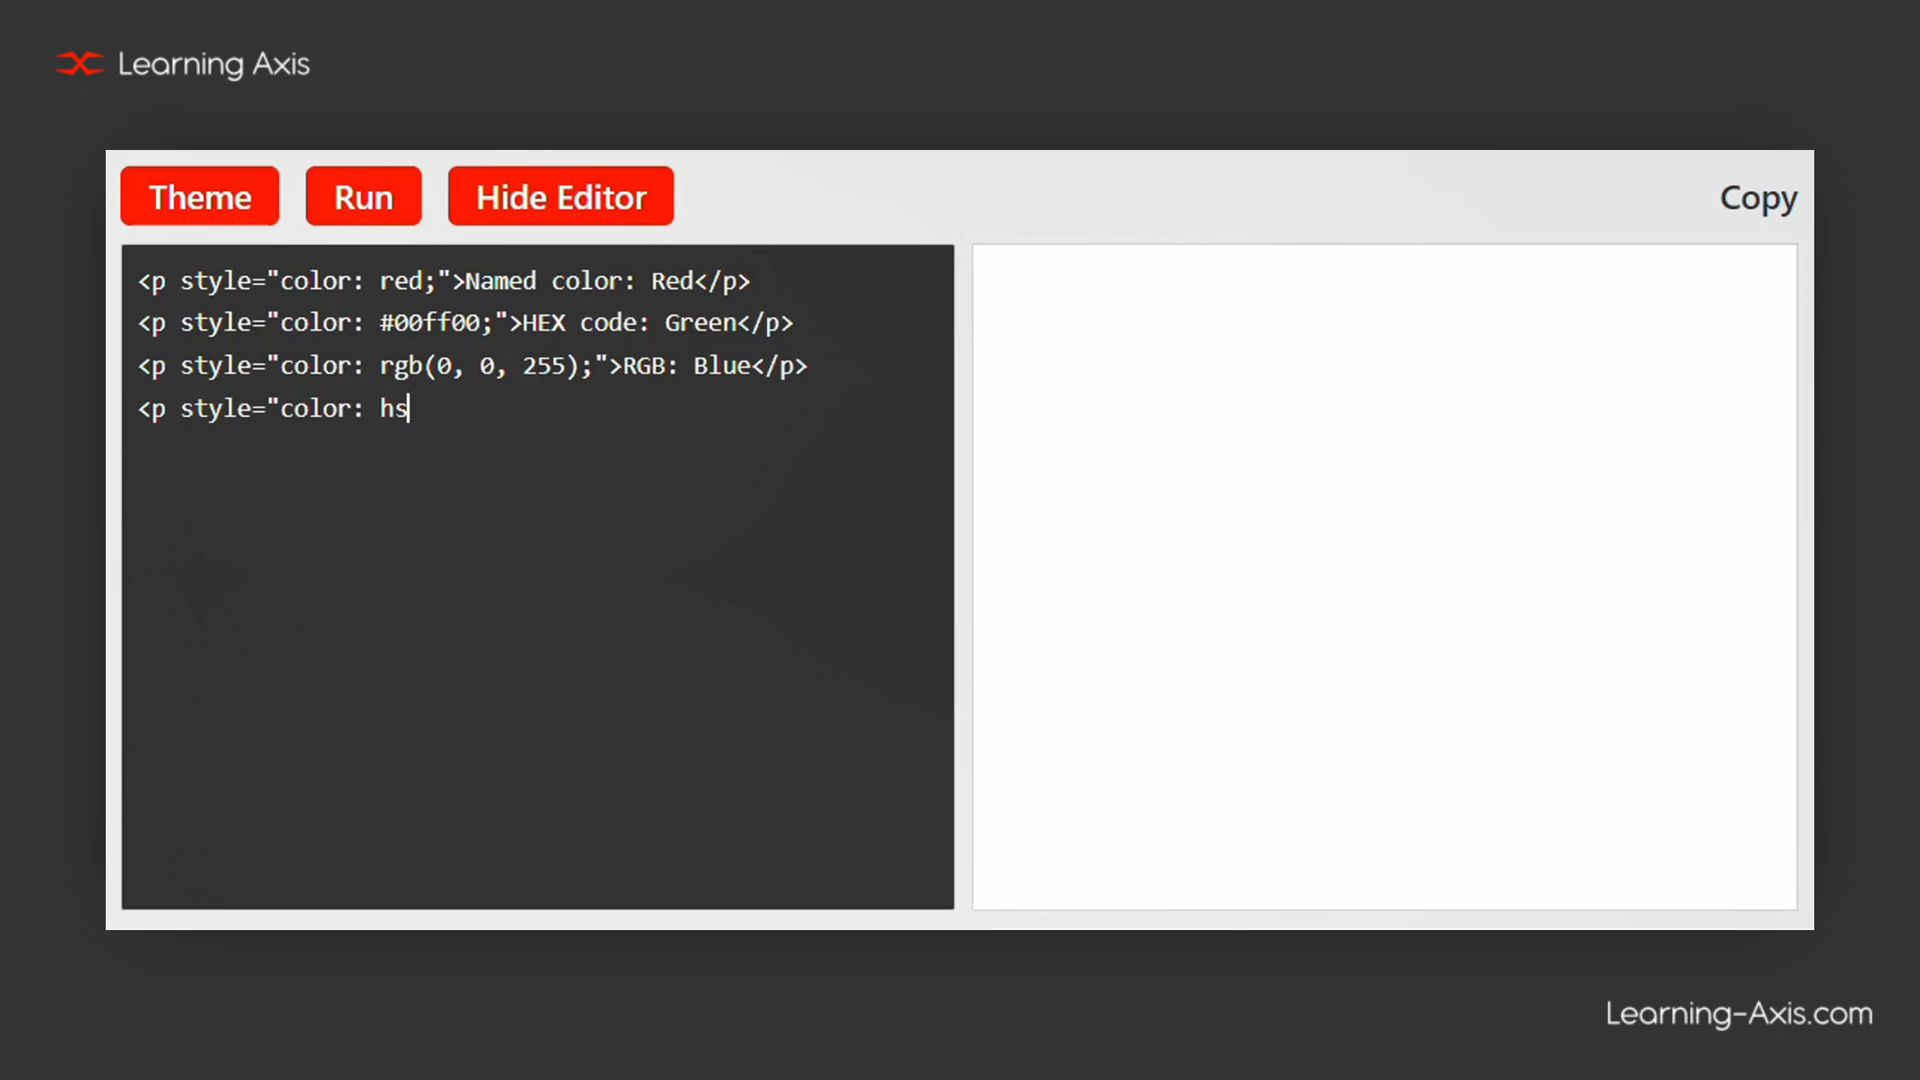 Learning Axis
Theme Run Hide Editor Copy
<p style="color: red;">Named color: Red</p>
<p style="color: #00ff00;">HEX code: Green</p>
<p style="color: rgb(0, 0, 255);">RGB: Blue</p>
<p style="color: hs
Learning-Axis.com